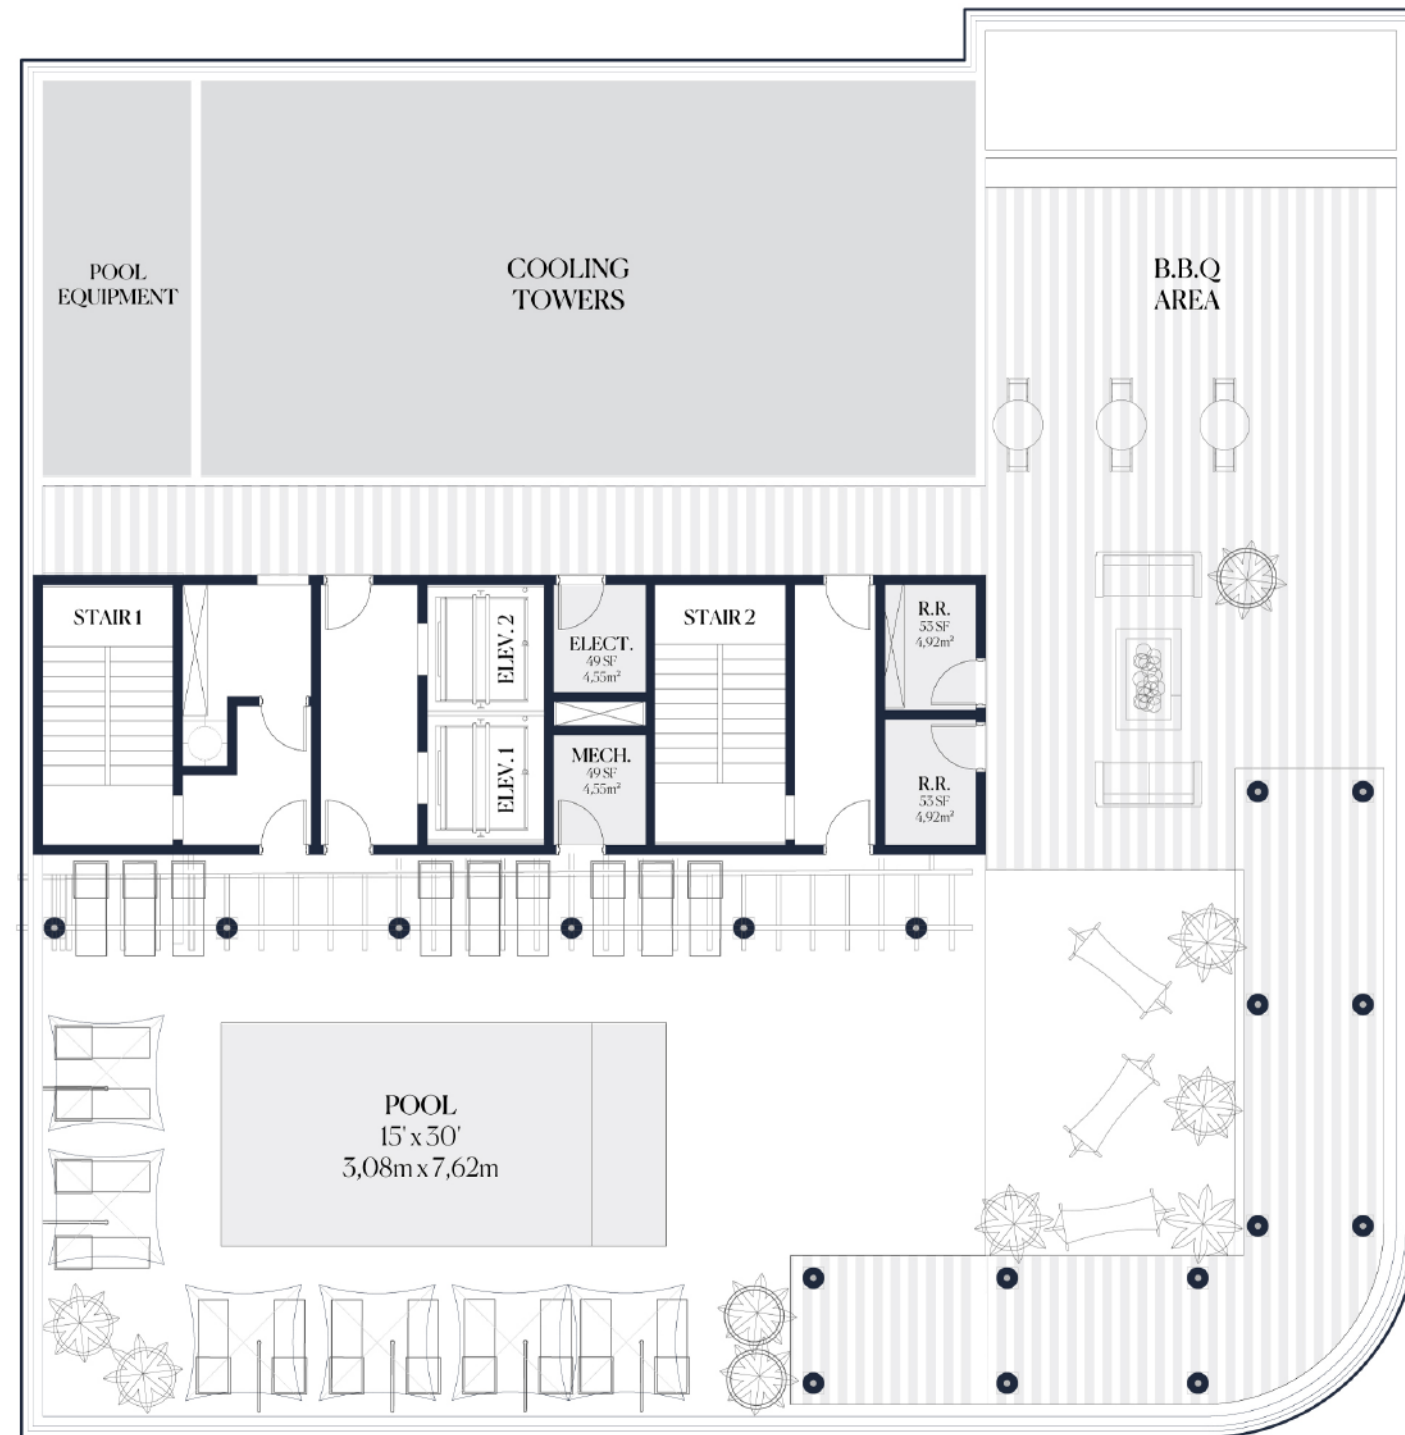 POOL
EQUIPMENT
COOLING
TOWERS
B.B.Q
AREA
STAIR 1
ELEV. 2
ELEV. 1
ELECT.
49 SF
4,55m²
MECH.
49 SF
4,55m²
STAIR 2
R.R.
53 SF
4,92m²
R.R.
53 SF
4,92m²
POOL
15' x 30'
3,08m x 7,62m